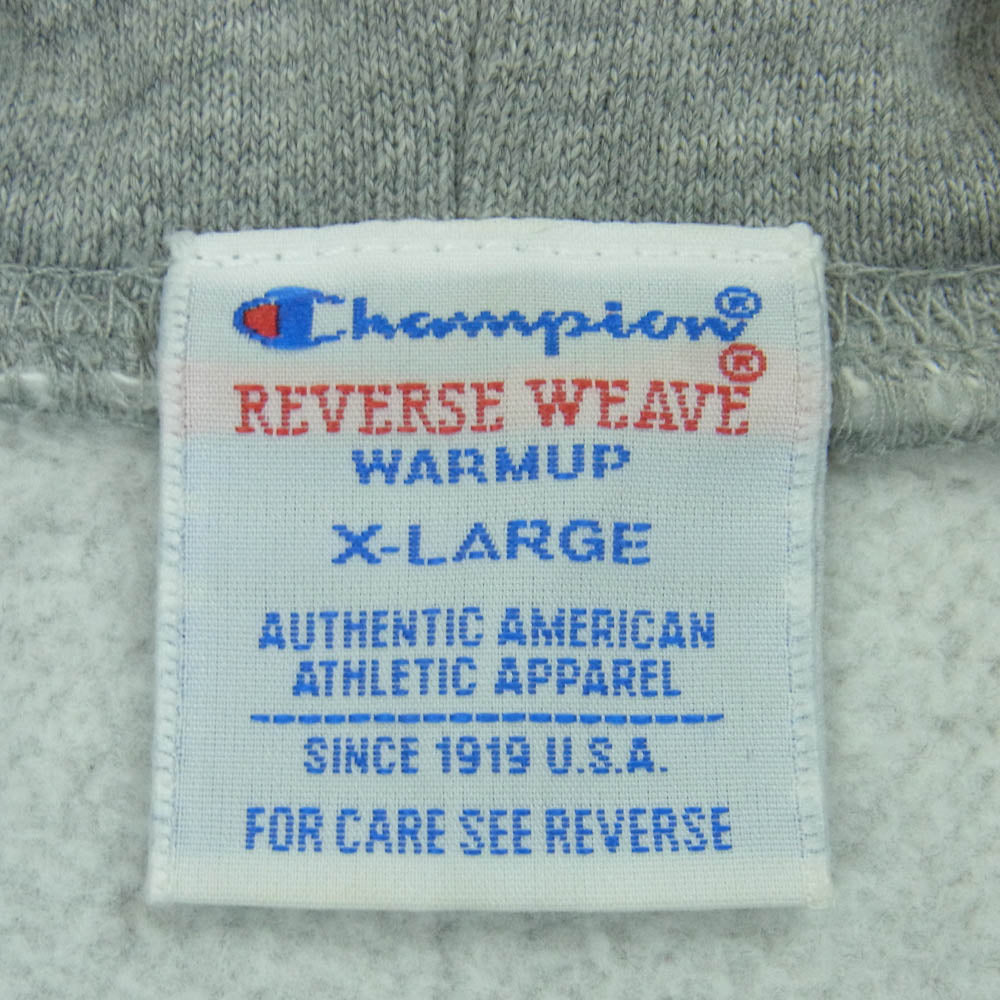 Champion®
REVERSE WEAVE®
WARMUP
X-LARGE
AUTHENTIC AMERICAN
ATHLETIC APPAREL
SINCE 1919 U.S.A.
FOR CARE SEE REVERSE